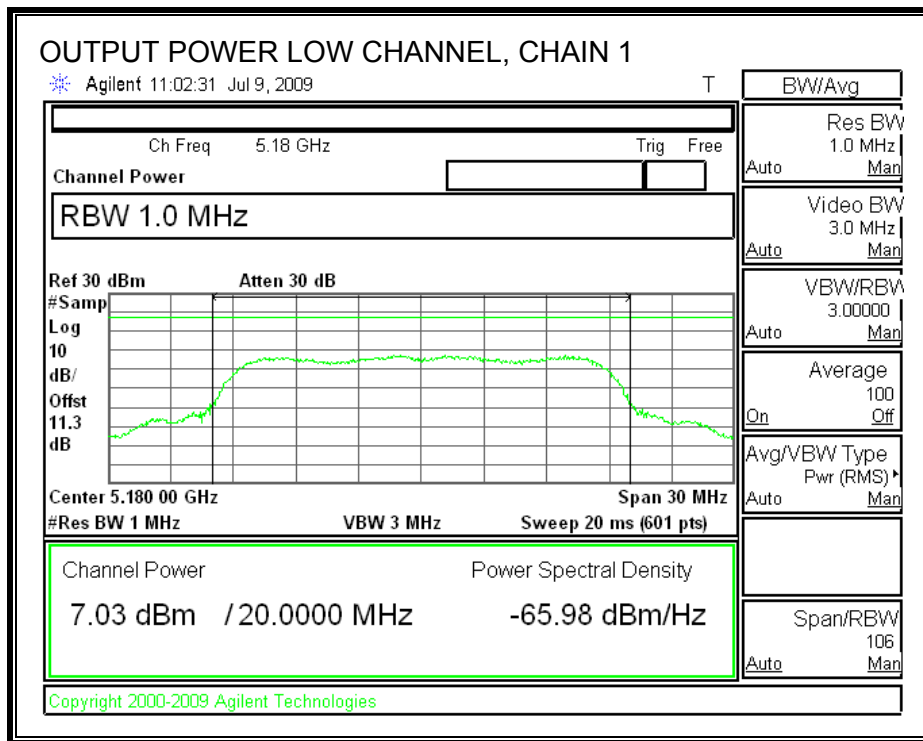 OUTPUT POWER LOW CHANNEL, CHAIN 1
Agilent 11:02:31 Jul 9, 2009 T
Ch Freq 5.18 GHz Trig Free
Channel Power
RBW 1.0 MHz
Ref 30 dBm Atten 30 dB
#Samp
Log
10
dB/
Offst
11.3
dB
Center 5.180 00 GHz Span 30 MHz
#Res BW 1 MHz VBW 3 MHz Sweep 20 ms (601 pts)
Channel Power Power Spectral Density
7.03 dBm / 20.0000 MHz -65.98 dBm/Hz
Copyright 2000-2009 Agilent Technologies
BW/Avg
Res BW
1.0 MHz
Auto Man
Video BW
3.0 MHz
Auto Man
VBW/RBW
3.00000
Auto Man
Average
100
On Off
Avg/VBW Type
Pwr (RMS)
Auto Man
Span/RBW
106
Auto Man